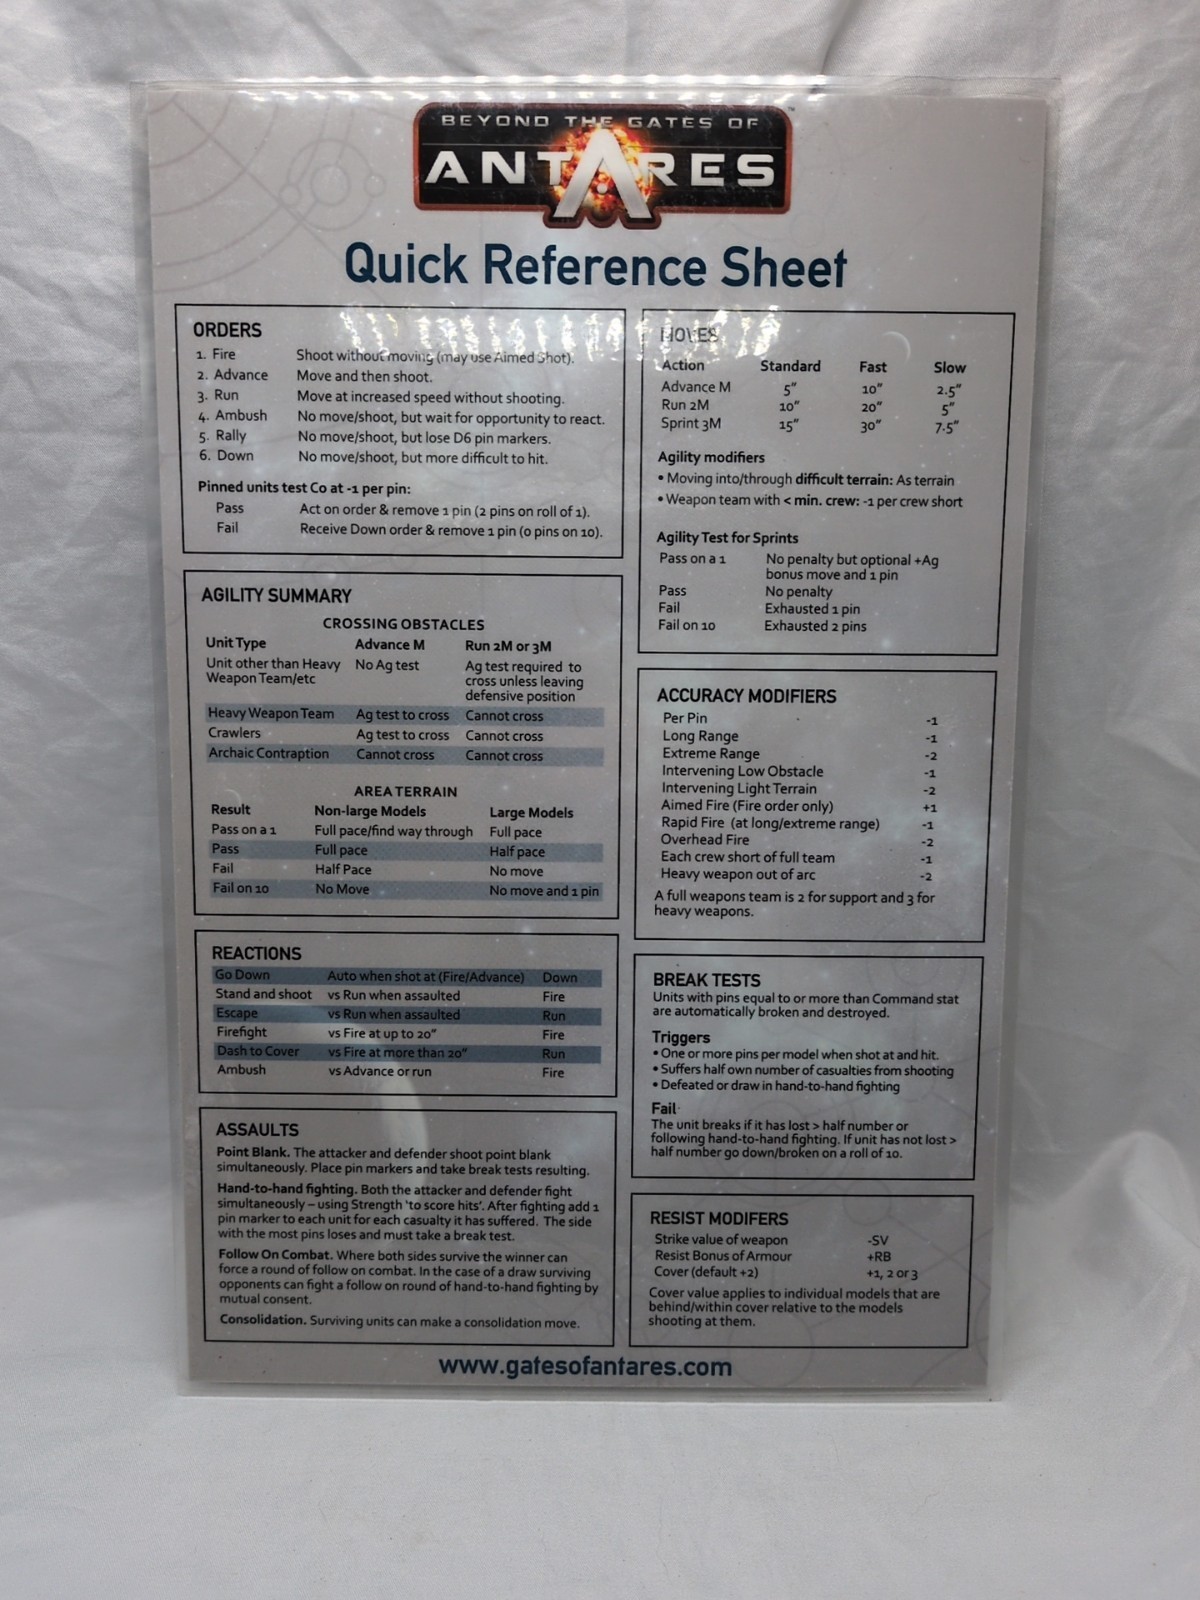 BEYOND THE GATES OF
ANTARES
™
Quick Reference Sheet
ORDERS
1. Fire Shoot without moving (may use Aimed Shot).
2. Advance Move and then shoot.
3. Run Move at increased speed without shooting.
4. Ambush No move/shoot, but wait for opportunity to react.
5. Rally No move/shoot, but lose D6 pin markers.
6. Down No move/shoot, but more difficult to hit.
Pinned units test Co at -1 per pin:
Pass Act on order & remove 1 pin (2 pins on roll of 1).
Fail Receive Down order & remove 1 pin (0 pins on 10).
AGILITY SUMMARY
CROSSING OBSTACLES
Unit Type Advance M Run 2M or 3M
Unit other than Heavy No Ag test Ag test required to
Weapon Team/etc cross unless leaving
defensive position
Heavy Weapon Team Ag test to cross Cannot cross
Crawlers Ag test to cross Cannot cross
Archaic Contraption Cannot cross Cannot cross
AREA TERRAIN
Result Non-large Models Large Models
Pass on a 1 Full pace/find way through Full pace
Pass Full pace Half pace
Fail Half Pace No move
Fail on 10 No Move No move and 1 pin
REACTIONS
Go Down Auto when shot at (Fire/Advance) Down
Stand and shoot vs Run when assaulted Fire
Escape vs Run when assaulted Run
Firefight vs Fire at up to 20" Fire
Dash to Cover vs Fire at more than 20" Run
Ambush vs Advance or run Fire
ASSAULTS
Point Blank. The attacker and defender shoot point blank
simultaneously. Place pin markers and take break tests resulting.
Hand-to-hand fighting. Both the attacker and defender fight
simultaneously – using Strength 'to score hits'. After fighting add 1
pin marker to each unit for each casualty it has suffered. The side
with the most pins loses and must take a break test.
Follow On Combat. Where both sides survive the winner can
force a round of follow on combat. In the case of a draw surviving
opponents can fight a follow on round of hand-to-hand fighting by
mutual consent.
Consolidation. Surviving units can make a consolidation move.
MOVES
Action Standard Fast Slow
Advance M 5" 10" 2.5"
Run 2M 10" 20" 5"
Sprint 3M 15" 30" 7.5"
Agility modifiers
• Moving into/through difficult terrain: As terrain
• Weapon team with < min. crew: -1 per crew short
Agility Test for Sprints
Pass on a 1 No penalty but optional +Ag
bonus move and 1 pin
Pass No penalty
Fail Exhausted 1 pin
Fail on 10 Exhausted 2 pins
ACCURACY MODIFIERS
Per Pin -1
Long Range -1
Extreme Range -2
Intervening Low Obstacle -1
Intervening Light Terrain -2
Aimed Fire (Fire order only) +1
Rapid Fire (at long/extreme range) -1
Overhead Fire -2
Each crew short of full team -1
Heavy weapon out of arc -2
A full weapons team is 2 for support and 3 for
heavy weapons.
BREAK TESTS
Units with pins equal to or more than Command stat
are automatically broken and destroyed.
Triggers
• One or more pins per model when shot at and hit.
• Suffers half own number of casualties from shooting
• Defeated or draw in hand-to-hand fighting
Fail
The unit breaks if it has lost > half number or
following hand-to-hand fighting. If unit has not lost >
half number go down/broken on a roll of 10.
RESIST MODIFERS
Strike value of weapon -SV
Resist Bonus of Armour +RB
Cover (default +2) +1, 2 or 3
Cover value applies to individual models that are
behind/within cover relative to the models
shooting at them.
www.gatesofantares.com